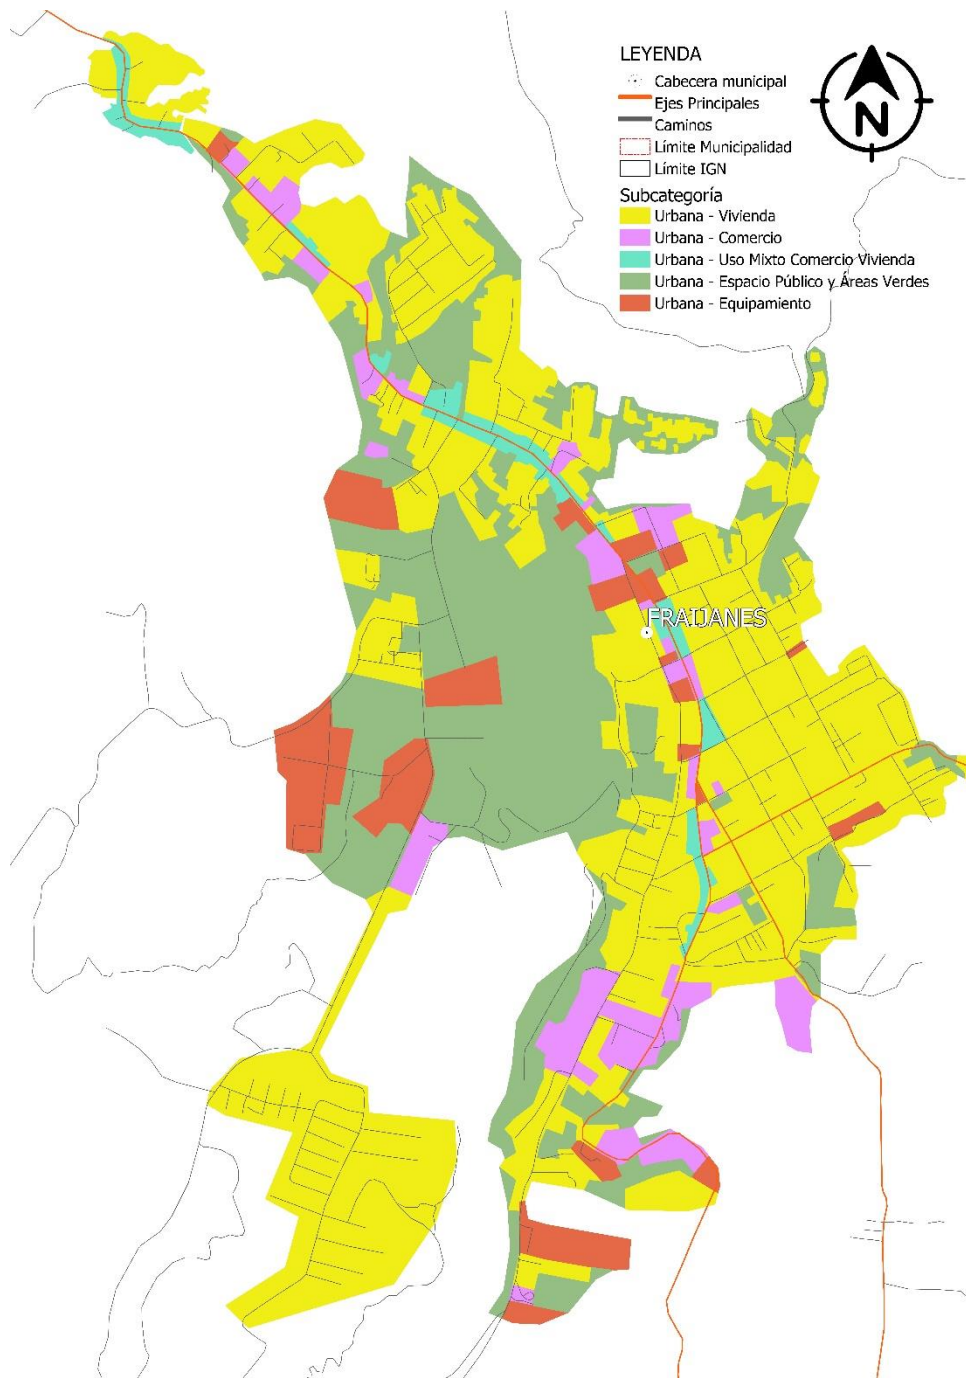 LEYENDA
Cabecera municipal
Ejes Principales
Caminos
Límite Municipalidad
Límite IGN
Subcategoría
Urbana - Vivienda
Urbana - Comercio
Urbana - Uso Mixto Comercio Vivienda
Urbana - Espacio Público y Áreas Verdes
Urbana - Equipamiento
N
FRAIJANES